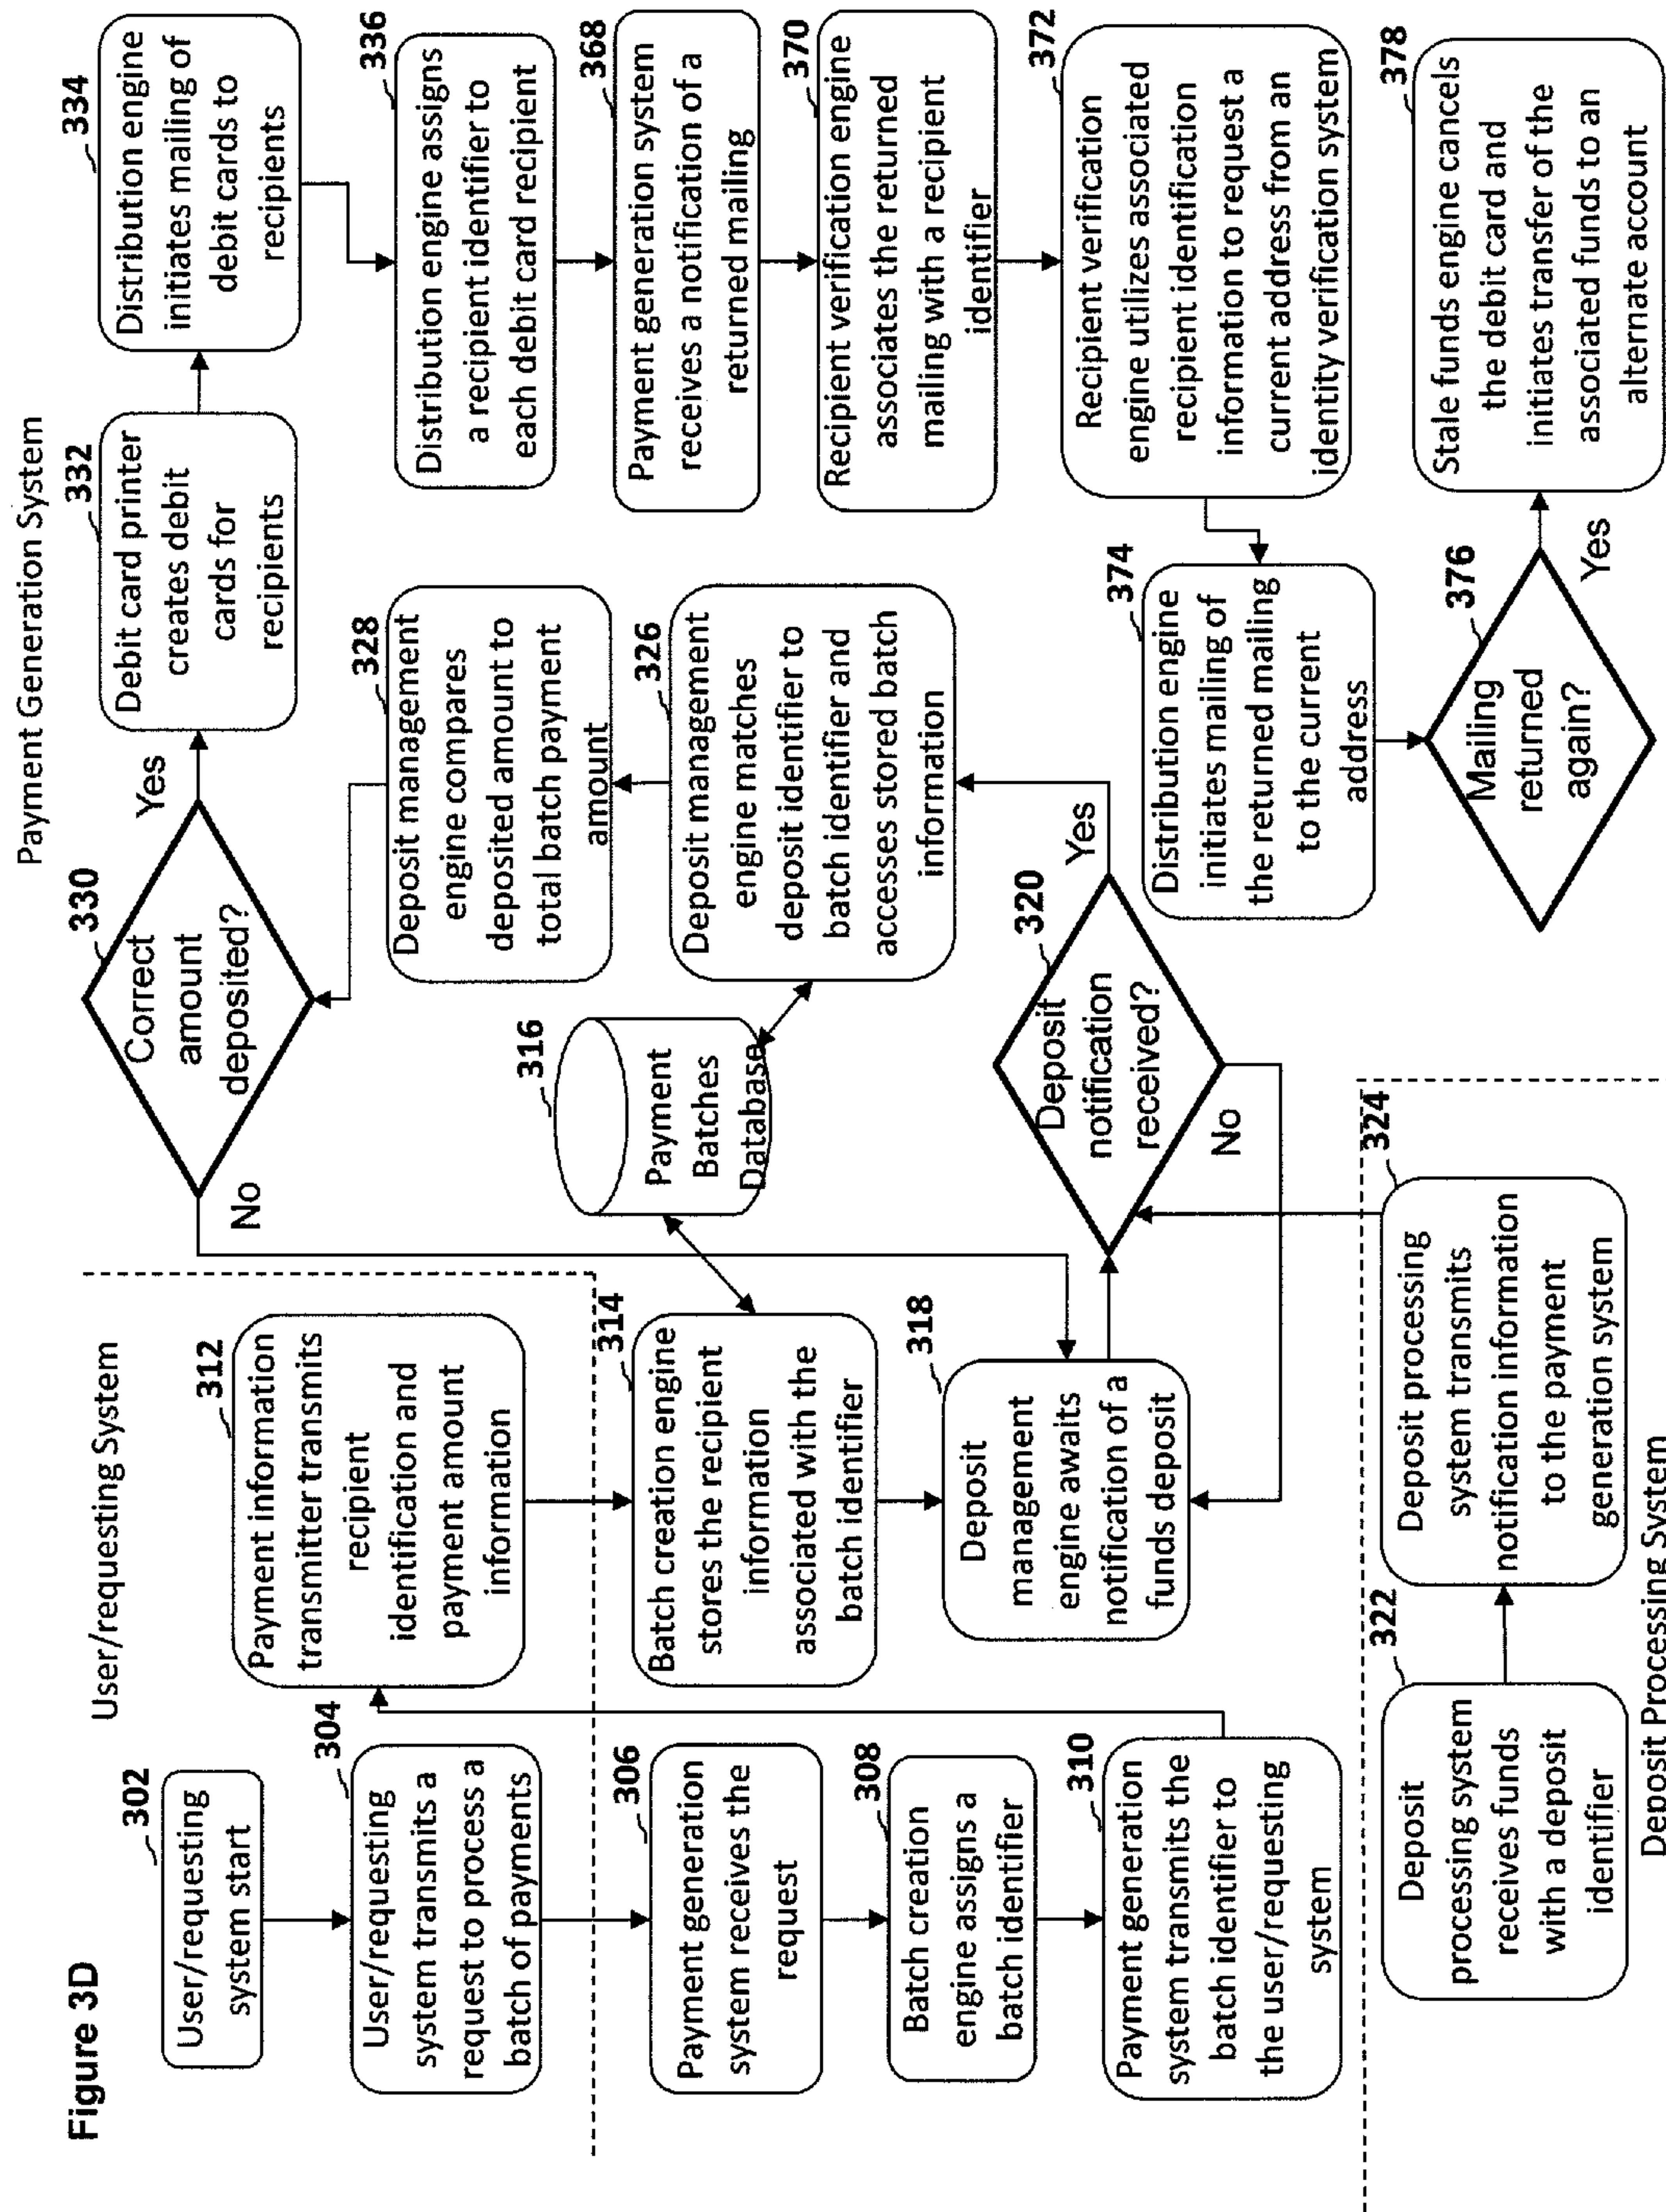 Figure 3D
User/requesting System
Payment Generation System
302
User/requesting
system start
304
User/requesting
system transmits a
request to process a
batch of payments
306
Payment generation
system receives the
request
308
Batch creation
engine assigns a
batch identifier
310
Payment generation
system transmits the
batch identifier to
the user/requesting
system
312
Payment information
transmitter transmits
recipient
identification and
payment amount
information
314
Batch creation engine
stores the recipient
information
associated with the
batch identifier
316
Payment
Batches
Database
318
Deposit
management
engine awaits
notification of a
funds deposit
320
Deposit
notification
received?
No
Yes
322
Deposit
processing system
receives funds
with a deposit
identifier
324
Deposit processing
system transmits
notification information
to the payment
generation system
Deposit Processing System
326
Deposit management
engine matches
deposit identifier to
batch identifier and
accesses stored batch
information
328
Deposit management
engine compares
deposited amount to
total batch payment
amount
330
Correct
amount
deposited?
No
Yes
332
Debit card printer
creates debit
cards for
recipients
334
Distribution engine
initiates mailing of
debit cards to
recipients
336
Distribution engine assigns
a recipient identifier to
each debit card recipient
368
Payment generation system
receives a notification of a
returned mailing
370
Recipient verification engine
associates the returned
mailing with a recipient
identifier
372
Recipient verification
engine utilizes associated
recipient identification
information to request a
current address from an
identity verification system
374
Distribution engine
initiates mailing of
the returned mailing
to the current
address
376
Mailing
returned
again?
Yes
378
Stale funds engine cancels
the debit card and
initiates transfer of the
associated funds to an
alternate account